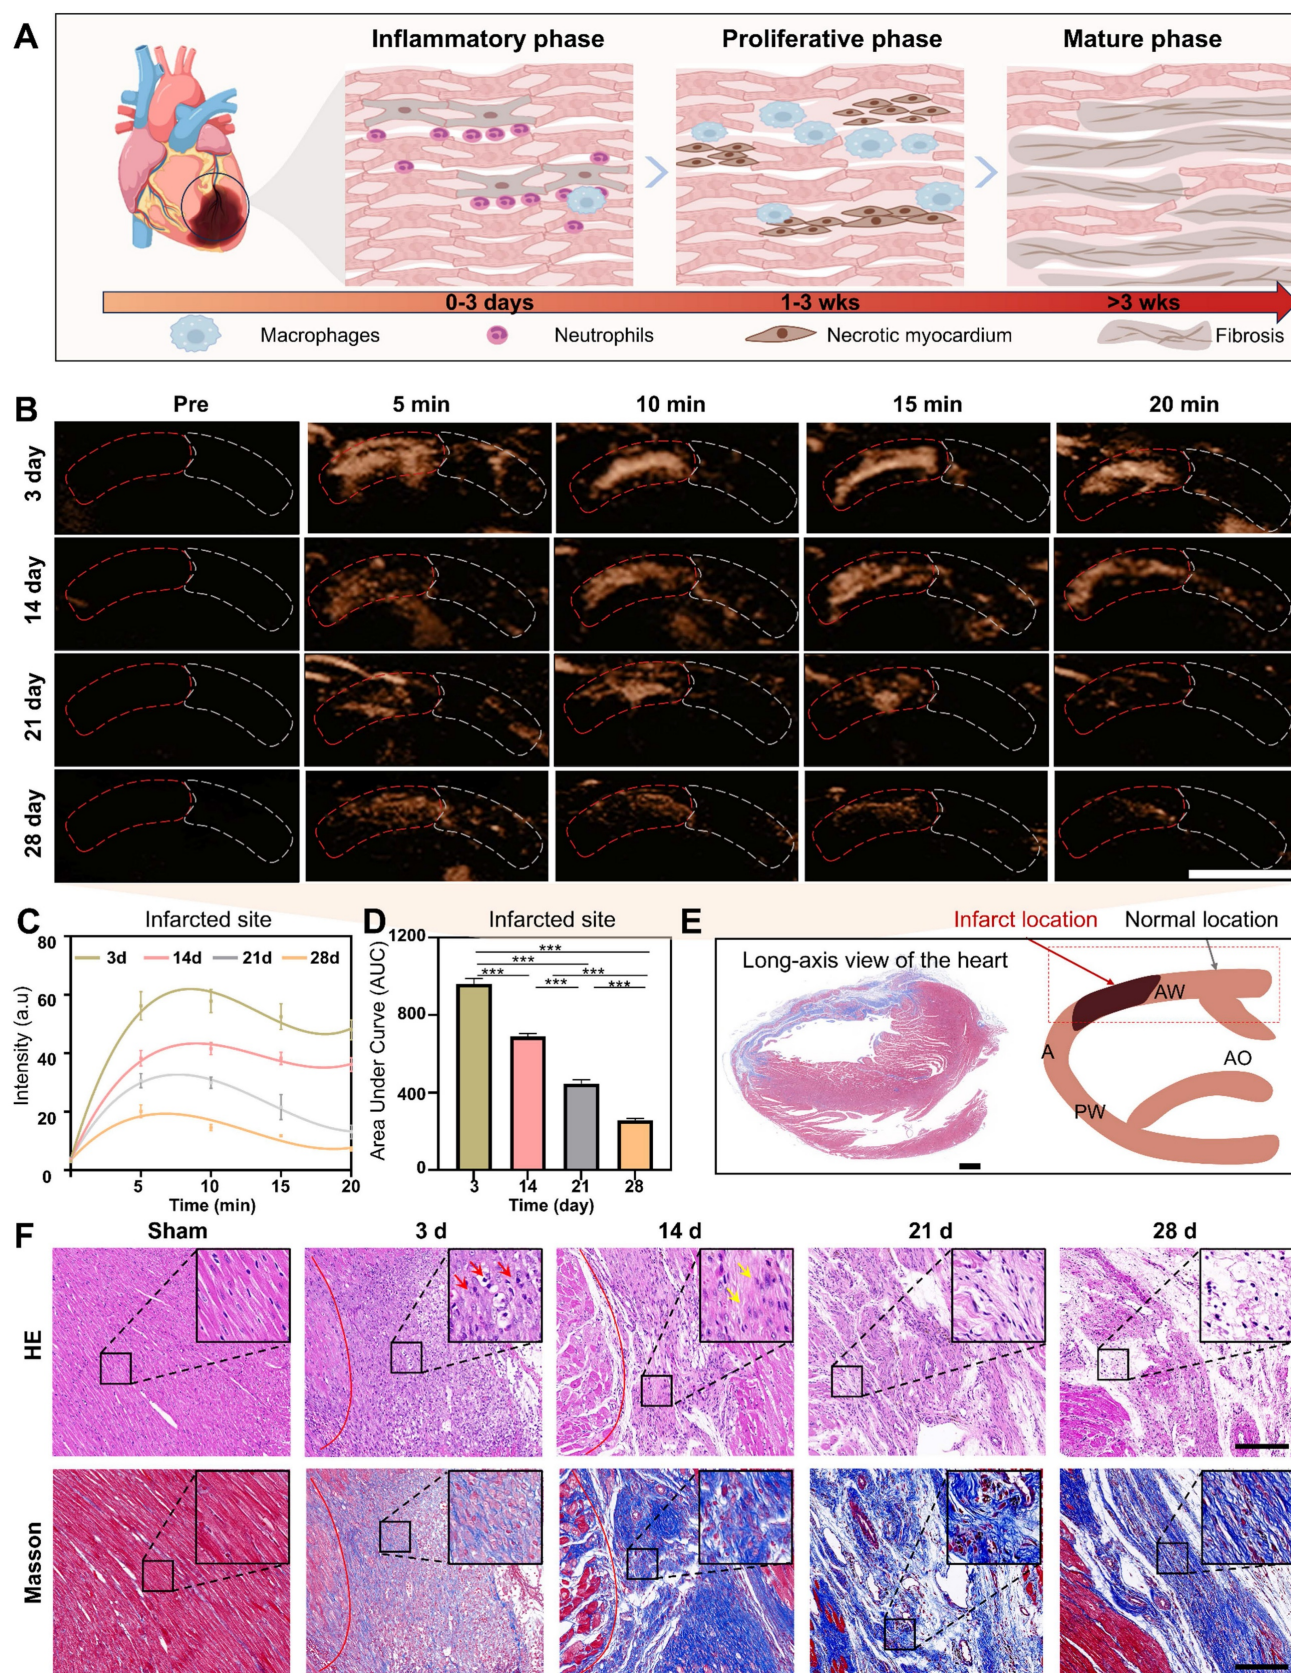 A
Inflammatory phase
Proliferative phase
Mature phase
0-3 days
1-3 wks
>3 wks
Macrophages
Neutrophils
Necrotic myocardium
Fibrosis
B
Pre
5 min
10 min
15 min
20 min
3 day
14 day
21 day
28 day
C
Infarcted site
Intensity (a.u)
80
60
40
20
0
3d
14d
21d
28d
5
10
15
20
Time (min)
D
Infarcted site
Area Under Curve (AUC)
1200
800
400
0
***
***
***
***
***
***
3
14
21
28
Time (day)
E
Infarct location
Normal location
Long-axis view of the heart
AW
A
AO
PW
F
Sham
3 d
14 d
21 d
28 d
HE
Masson